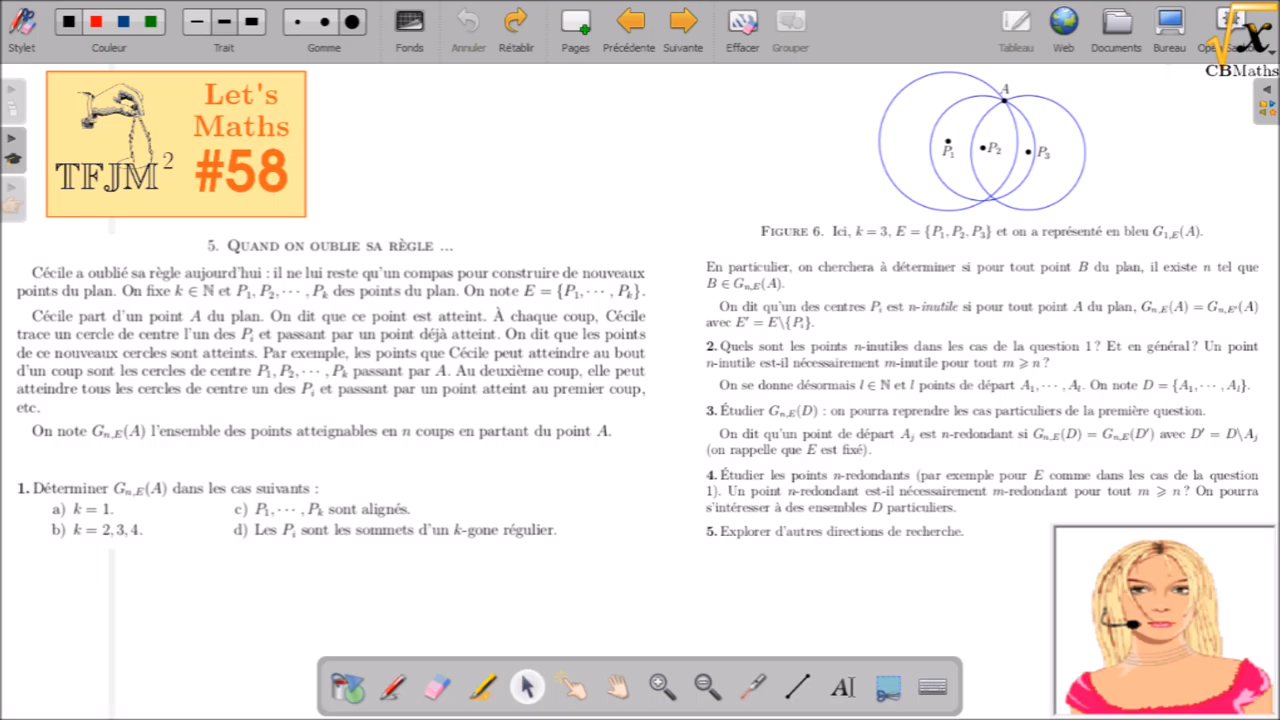 Stylet
Couleur
Trait
Gomme
Fonds
Annuler
Rétablir
Pages
Précédente
Suivante
Effacer
Grouper
Tableau
Web
Documents
Bureau
CBMaths
Let's
Maths
#58
TFJM²
5. QUAND ON OUBLIE SA RÈGLE ...
Cécile a oublié sa règle aujourd'hui : il ne lui reste qu'un compas pour construire de nouveaux
points du plan. On fixe k ∈ ℕ et P₁, P₂, ⋯ , Pₖ des points du plan. On note E = {P₁, ⋯ , Pₖ}.
Cécile part d'un point A du plan. On dit que ce point est atteint. À chaque coup, Cécile
trace un cercle de centre l'un des Pᵢ et passant par un point déjà atteint. On dit que les points
de ce nouveaux cercles sont atteints. Par exemple, les points que Cécile peut atteindre au bout
d'un coup sont les cercles de centre P₁, P₂, ⋯ , Pₖ passant par A. Au deuxième coup, elle peut
atteindre tous les cercles de centre un des Pᵢ et passant par un point atteint au premier coup,
etc.
On note Gₙ,E(A) l'ensemble des points atteignables en n coups en partant du point A.
1. Déterminer Gₙ,E(A) dans les cas suivants :
a) k = 1. c) P₁, ⋯ , Pₖ sont alignés.
b) k = 2, 3, 4. d) Les Pᵢ sont les sommets d'un k-gone régulier.
A
P₁ P₂ P₃
FIGURE 6. Ici, k = 3, E = {P₁, P₂, P₃} et on a représenté en bleu G₁,E(A).
En particulier, on cherchera à déterminer si pour tout point B du plan, il existe n tel que
B ∈ Gₙ,E(A).
On dit qu'un des centres Pᵢ est n-inutile si pour tout point A du plan, Gₙ,E(A) = Gₙ,E'(A)
avec E' = E\{Pᵢ}.
2. Quels sont les points n-inutiles dans les cas de la question 1 ? Et en général ? Un point
n-inutile est-il nécessairement m-inutile pour tout m ⩾ n ?
On se donne désormais l ∈ ℕ et l points de départ A₁, ⋯ , Aₗ. On note D = {A₁, ⋯ , Aₗ}.
3. Étudier Gₙ,E(D) : on pourra reprendre les cas particuliers de la première question.
On dit qu'un point de départ Aⱼ est n-redondant si Gₙ,E(D) = Gₙ,E(D') avec D' = D\Aⱼ
(on rappelle que E est fixé).
4. Étudier les points n-redondants (par exemple pour E comme dans les cas de la question
1). Un point n-redondant est-il nécessairement m-redondant pour tout m ⩾ n ? On pourra
s'intéresser à des ensembles D particuliers.
5. Explorer d'autres directions de recherche.